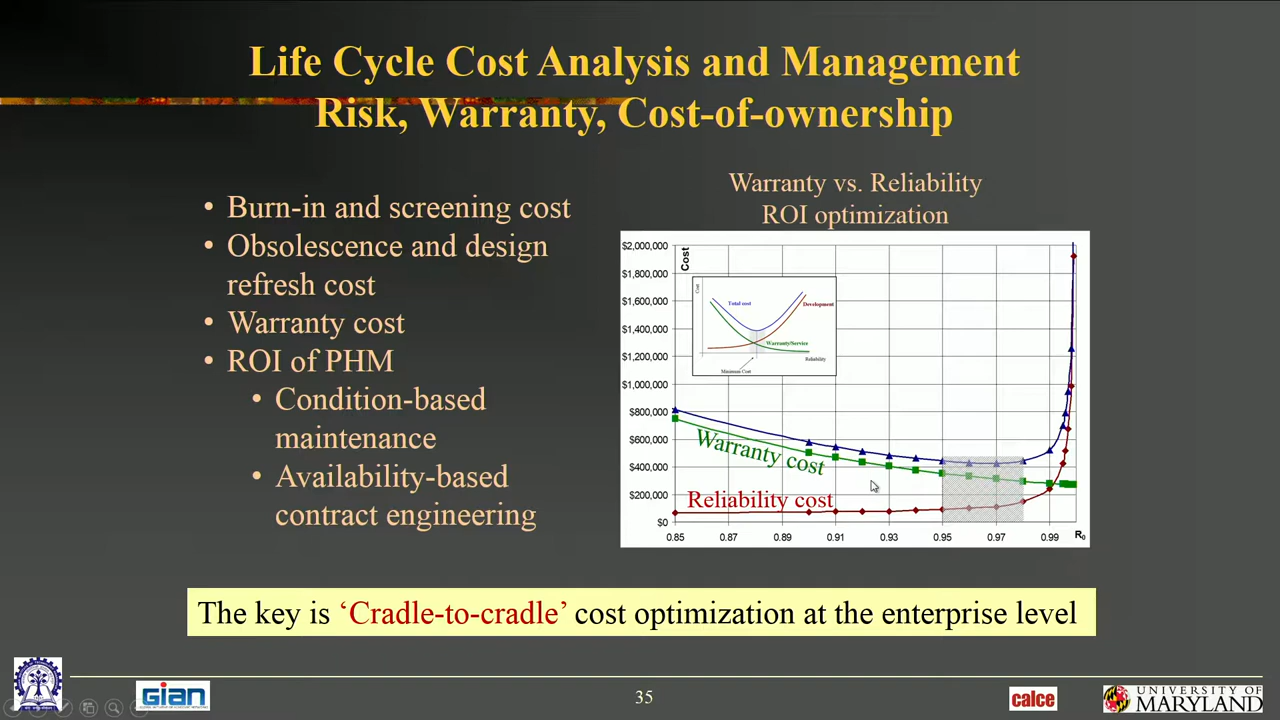 Life Cycle Cost Analysis and Management
Risk, Warranty, Cost-of-ownership
• Burn-in and screening cost
• Obsolescence and design
refresh cost
• Warranty cost
• ROI of PHM
• Condition-based
maintenance
• Availability-based
contract engineering
Warranty vs. Reliability
ROI optimization
$2,000,000
$1,800,000
$1,600,000
$1,400,000
$1,200,000
$1,000,000
$800,000
$600,000
$400,000
$200,000
$0
Cost
Cost
Total cost
Development
Warranty/Service
Reliability
Minimum Cost
Warranty cost
Reliability cost
0.85 0.87 0.89 0.91 0.93 0.95 0.97 0.99 R₀
The key is ‘Cradle-to-cradle’ cost optimization at the enterprise level
gian
35
calce
UNIVERSITY OF
MARYLAND